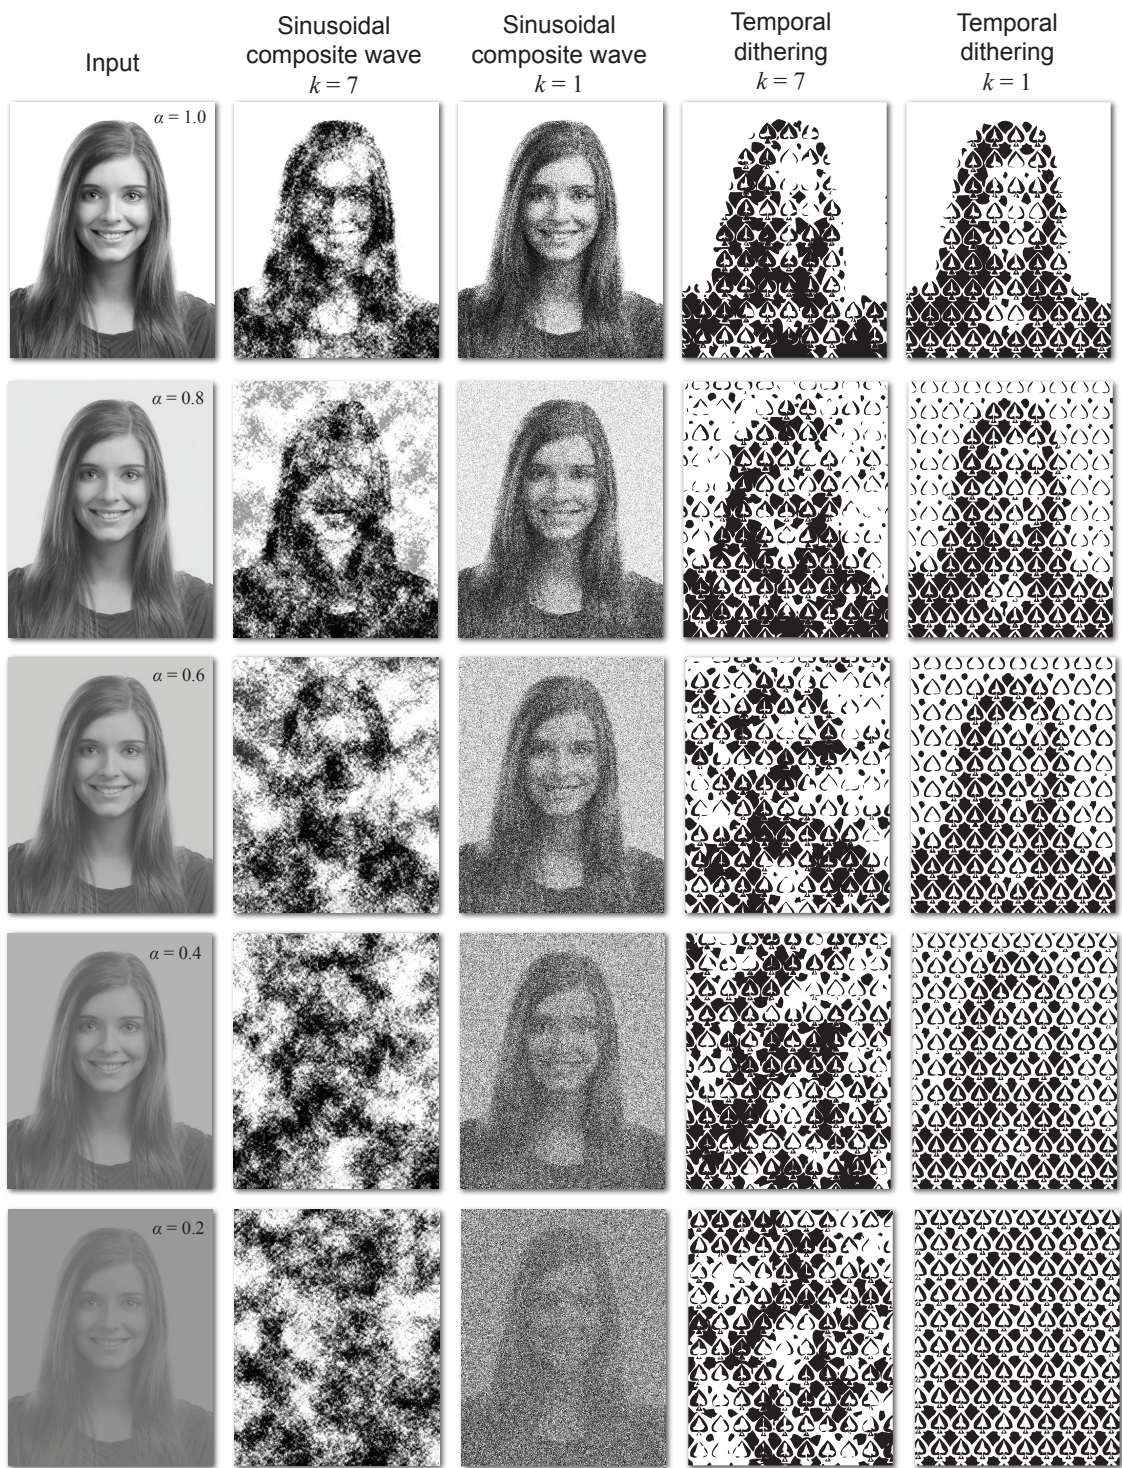 Input
Sinusoidal
composite wave
k = 7
Sinusoidal
composite wave
k = 1
Temporal
dithering
k = 7
Temporal
dithering
k = 1
α = 1.0
α = 0.8
α = 0.6
α = 0.4
α = 0.2